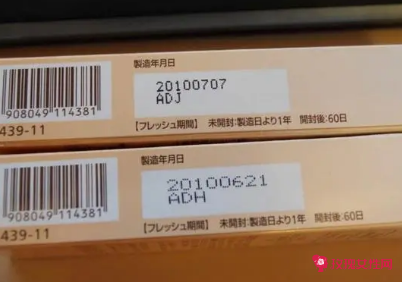 製造年月日
20100707
ADJ
908049 114381
439-11
【フレッシュ期間】 未開封:製造日より1年 開封後:60日
製造年月日
20100621
ADH
908049 114381
439-11
【フレッシュ期間】 未開封:製造日より1年 開封後:60日